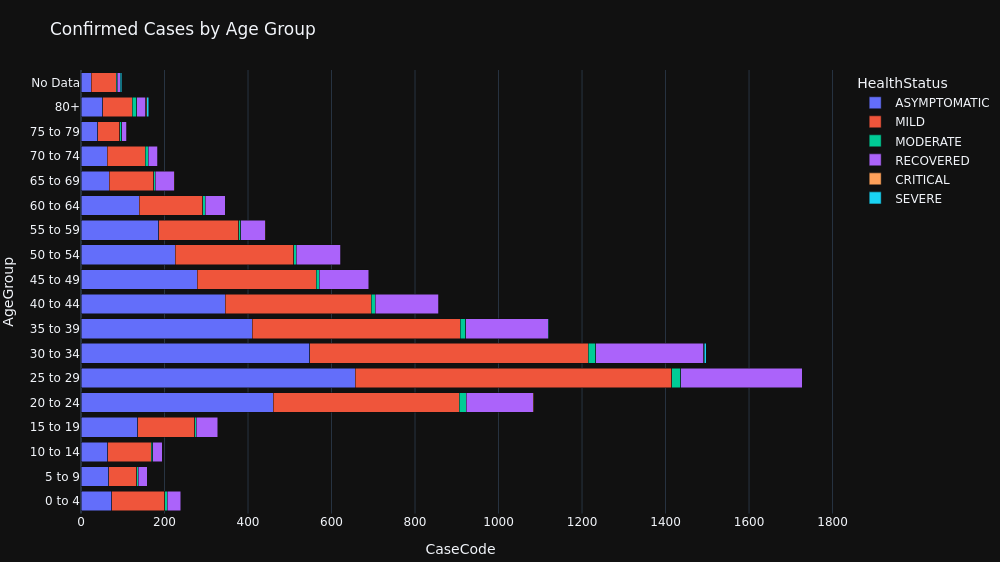 Confirmed Cases by Age Group
HealthStatus
ASYMPTOMATIC
MILD
MODERATE
RECOVERED
CRITICAL
SEVERE
AgeGroup
No Data
80+
75 to 79
70 to 74
65 to 69
60 to 64
55 to 59
50 to 54
45 to 49
40 to 44
35 to 39
30 to 34
25 to 29
20 to 24
15 to 19
10 to 14
5 to 9
0 to 4
0 200 400 600 800 1000 1200 1400 1600 1800
CaseCode